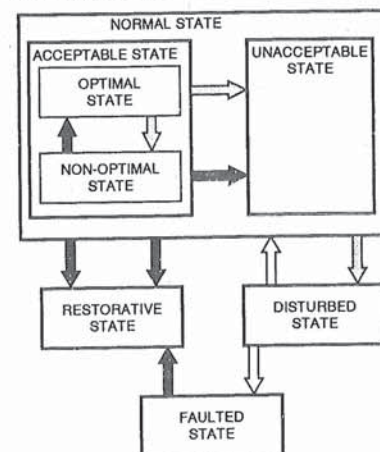 NORMAL STATE
ACCEPTABLE STATE
OPTIMAL
STATE
NON-OPTIMAL
STATE
UNACCEPTABLE
STATE
RESTORATIVE
STATE
DISTURBED
STATE
FAULTED
STATE